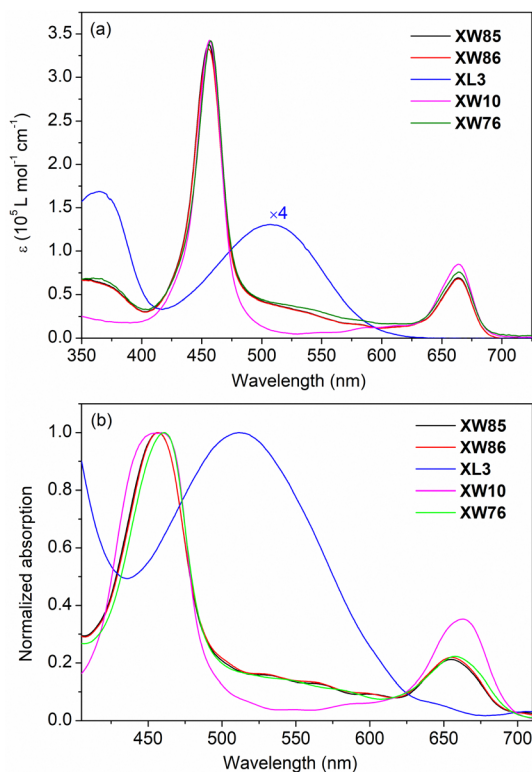 (a)
XW85
XW86
XL3
XW10
XW76
×4
ε (10⁵ L mol⁻¹ cm⁻¹)
3.5
3.0
2.5
2.0
1.5
1.0
0.5
0.0
350 400 450 500 550 600 650 700
Wavelength (nm)
(b)
XW85
XW86
XL3
XW10
XW76
Normalized absorption
1.0
0.8
0.6
0.4
0.2
0.0
450 500 550 600 650 700
Wavelength (nm)